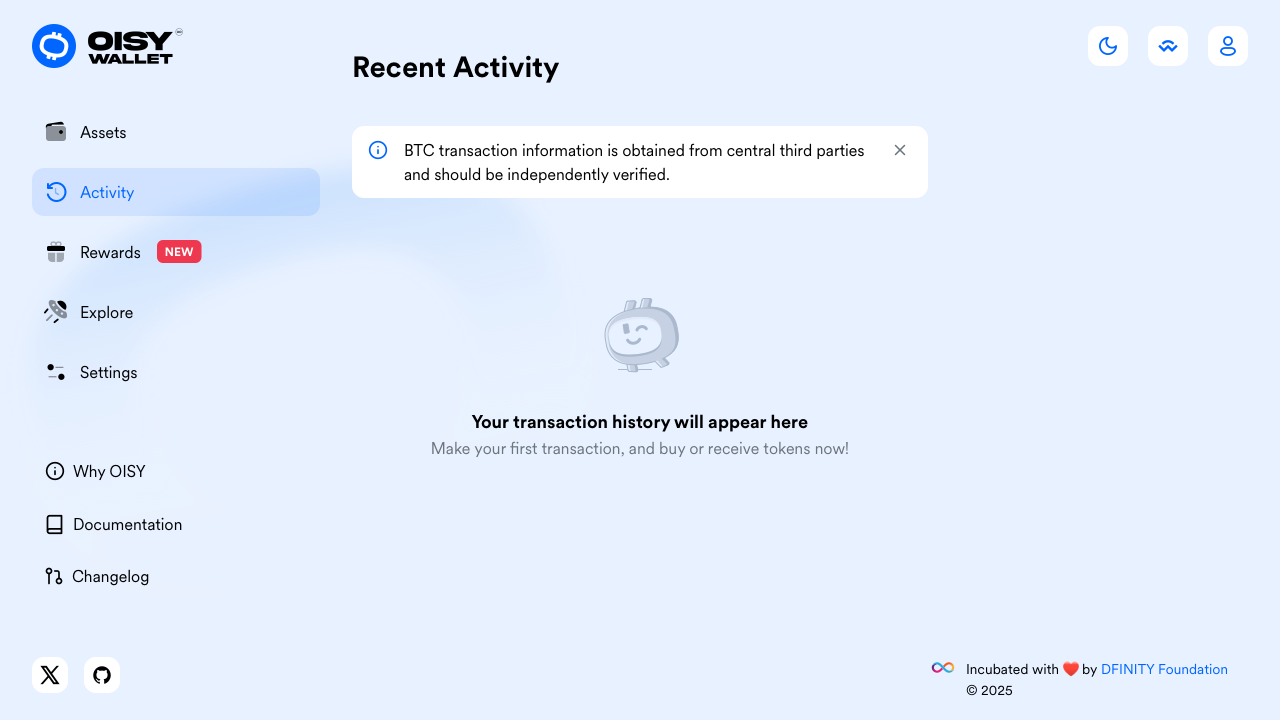 OISY
WALLET
Recent Activity
Assets
Activity
Rewards NEW
Explore
Settings
BTC transaction information is obtained from central third parties
and should be independently verified.
Your transaction history will appear here
Make your first transaction, and buy or receive tokens now!
Why OISY
Documentation
Changelog
Incubated with ❤️ by DFINITY Foundation
© 2025